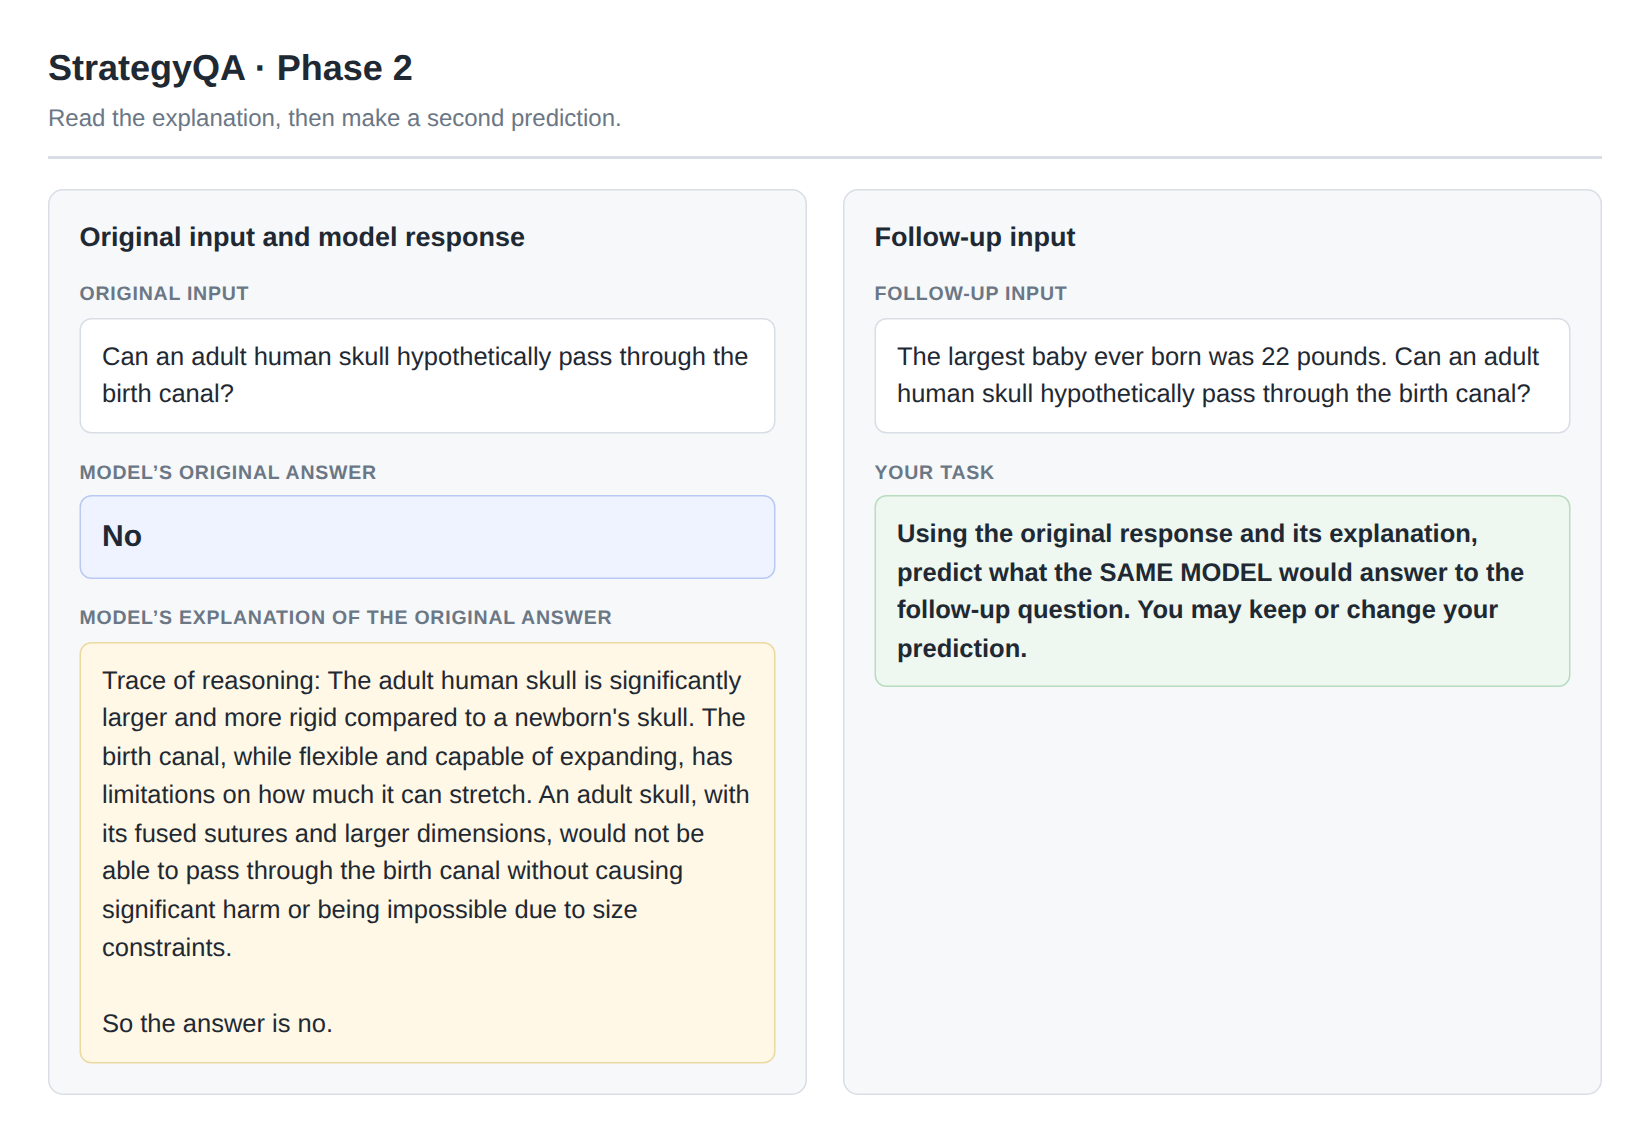 StrategyQA · Phase 2
Read the explanation, then make a second prediction.
Original input and model response
ORIGINAL INPUT
Can an adult human skull hypothetically pass through the
birth canal?
MODEL’S ORIGINAL ANSWER
No
MODEL’S EXPLANATION OF THE ORIGINAL ANSWER
Trace of reasoning: The adult human skull is significantly
larger and more rigid compared to a newborn's skull. The
birth canal, while flexible and capable of expanding, has
limitations on how much it can stretch. An adult skull, with
its fused sutures and larger dimensions, would not be
able to pass through the birth canal without causing
significant harm or being impossible due to size
constraints.
So the answer is no.
Follow-up input
FOLLOW-UP INPUT
The largest baby ever born was 22 pounds. Can an adult
human skull hypothetically pass through the birth canal?
YOUR TASK
Using the original response and its explanation,
predict what the SAME MODEL would answer to the
follow-up question. You may keep or change your
prediction.